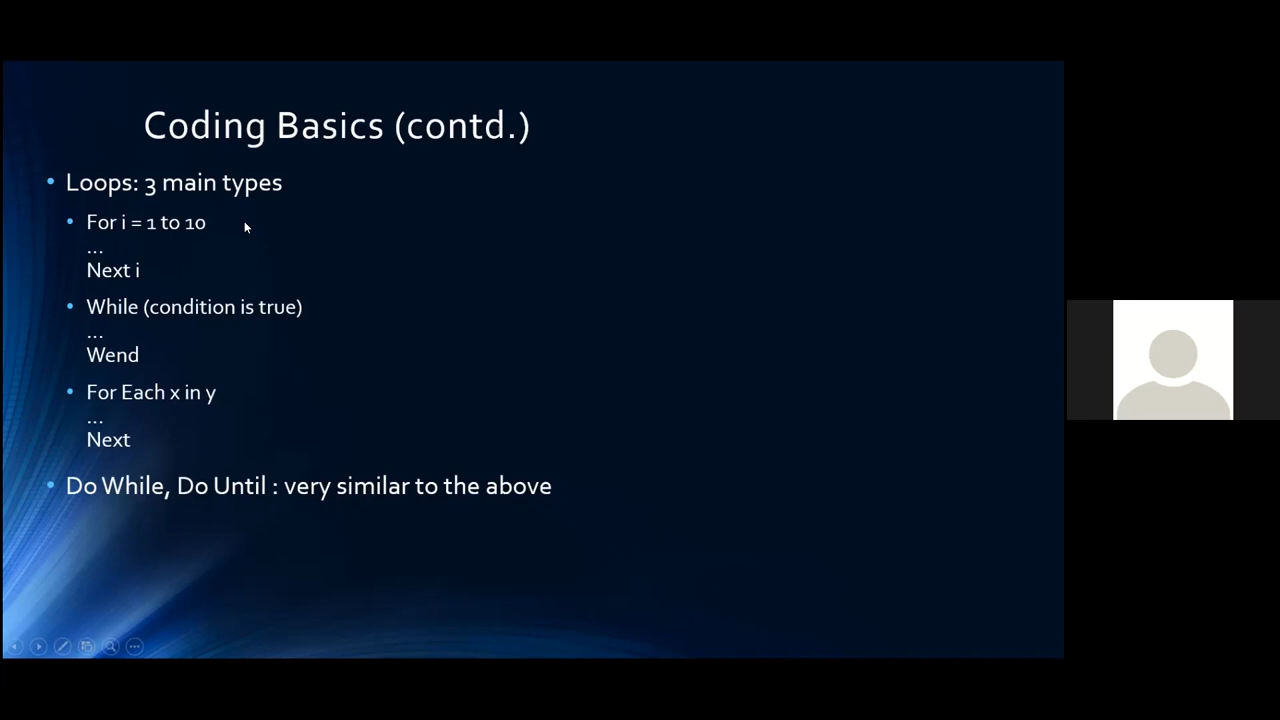 Coding Basics (contd.)
Loops: 3 main types
For i = 1 to 10
...
Next i
While (condition is true)
...
Wend
For Each x in y
...
Next
Do While, Do Until : very similar to the above